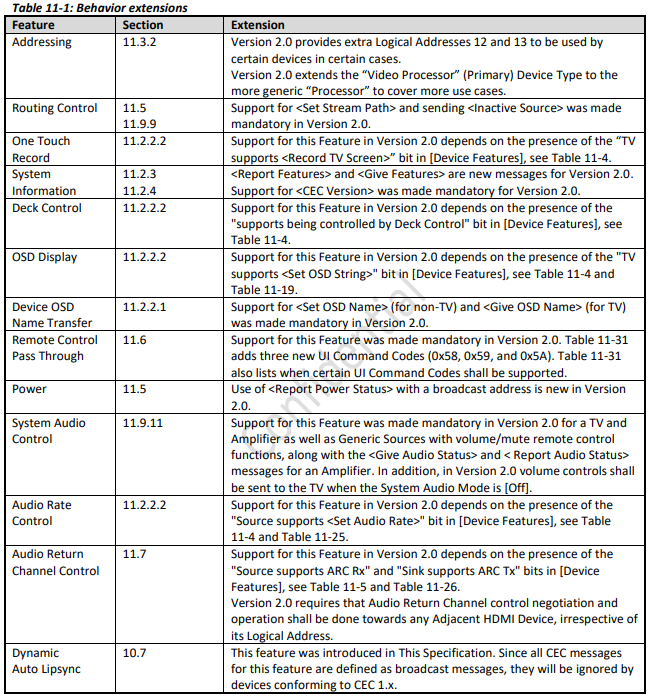 Table 11-1: Behavior extensions
Feature Section Extension
Addressing 11.3.2 Version 2.0 provides extra Logical Addresses 12 and 13 to be used by
certain devices in certain cases.
Version 2.0 extends the “Video Processor” (Primary) Device Type to the
more generic “Processor” to cover more use cases.
Routing Control 11.5 Support for <Set Stream Path> and sending <Inactive Source> was made
11.9.9 mandatory in Version 2.0.
One Touch 11.2.2.2 Support for this Feature in Version 2.0 depends on the presence of the “TV
Record supports <Record TV Screen>” bit in [Device Features], see Table 11-4.
System 11.2.3 <Report Features> and <Give Features> are new messages for Version 2.0.
Information 11.2.4 Support for <CEC Version> was made mandatory for Version 2.0.
Deck Control 11.2.2.2 Support for this Feature in Version 2.0 depends on the presence of the
"supports being controlled by Deck Control" bit in [Device Features], see
Table 11-4.
OSD Display 11.2.2.2 Support for this Feature in Version 2.0 depends on the presence of the "TV
supports <Set OSD String>" bit in [Device Features], see Table 11-4 and
Table 11-19.
Device OSD 11.2.2.1 Support for <Set OSD Name> (for non-TV) and <Give OSD Name> (for TV)
Name Transfer was made mandatory in Version 2.0.
Remote Control 11.6 Support for this Feature was made mandatory in Version 2.0. Table 11-31
Pass Through adds three new UI Command Codes (0x58, 0x59, and 0x5A). Table 11-31
also lists when certain UI Command Codes shall be supported.
Power 11.5 Use of <Report Power Status> with a broadcast address is new in Version
2.0.
System Audio 11.9.11 Support for this Feature was made mandatory in Version 2.0 for a TV and
Control Amplifier as well as Generic Sources with volume/mute remote control
functions, along with the <Give Audio Status> and < Report Audio Status>
messages for an Amplifier. In addition, in Version 2.0 volume controls shall
be sent to the TV when the System Audio Mode is [Off].
Audio Rate 11.2.2.2 Support for this Feature in Version 2.0 depends on the presence of the
Control "Source supports <Set Audio Rate>" bit in [Device Features], see Table
11-4 and Table 11-25.
Audio Return 11.7 Support for this Feature in Version 2.0 depends on the presence of the
Channel Control "Source supports ARC Rx" and "Sink supports ARC Tx" bits in [Device
Features], see Table 11-5 and Table 11-26.
Version 2.0 requires that Audio Return Channel control negotiation and
operation shall be done towards any Adjacent HDMI Device, irrespective of
its Logical Address.
Dynamic 10.7 This feature was introduced in This Specification. Since all CEC messages
Auto Lipsync for this feature are defined as broadcast messages, they will be ignored by
devices conforming to CEC 1.x.
Confidential